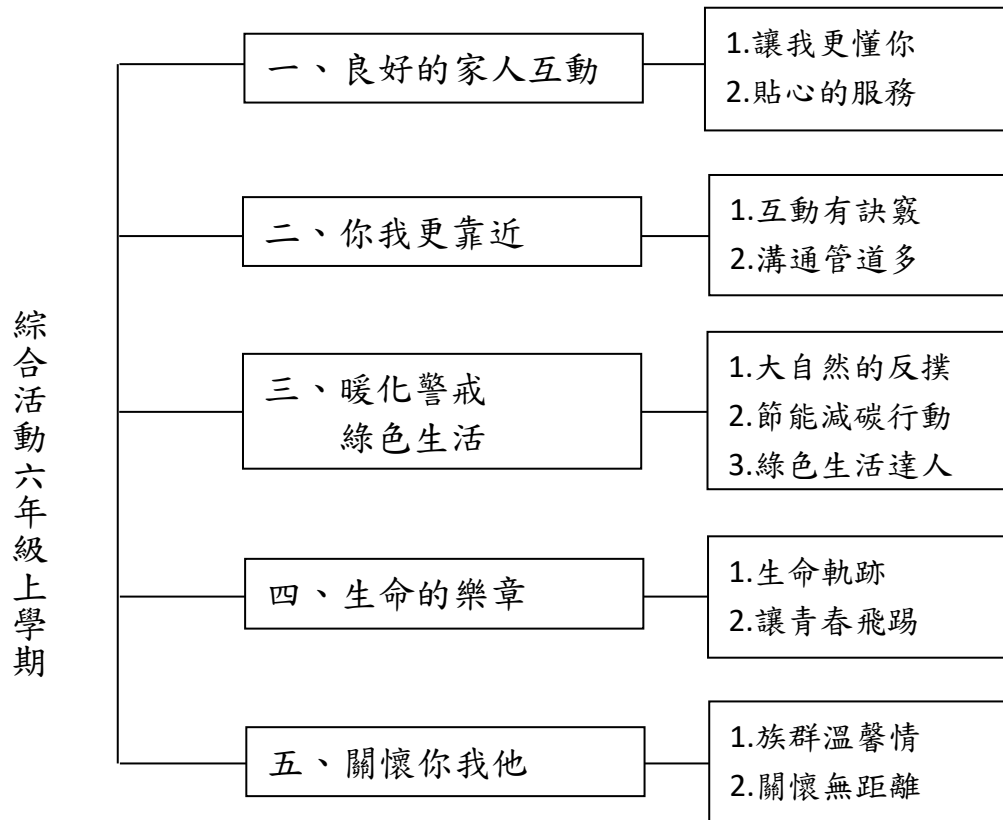 綜合活動六年級上學期
一、良好的家人互動
1.讓我更懂你
2.貼心的服務
二、你我更靠近
1.互動有訣竅
2.溝通管道多
三、暖化警戒
綠色生活
1.大自然的反撲
2.節能減碳行動
3.綠色生活達人
四、生命的樂章
1.生命軌跡
2.讓青春飛踢
五、關懷你我他
1.族群溫馨情
2.關懷無距離